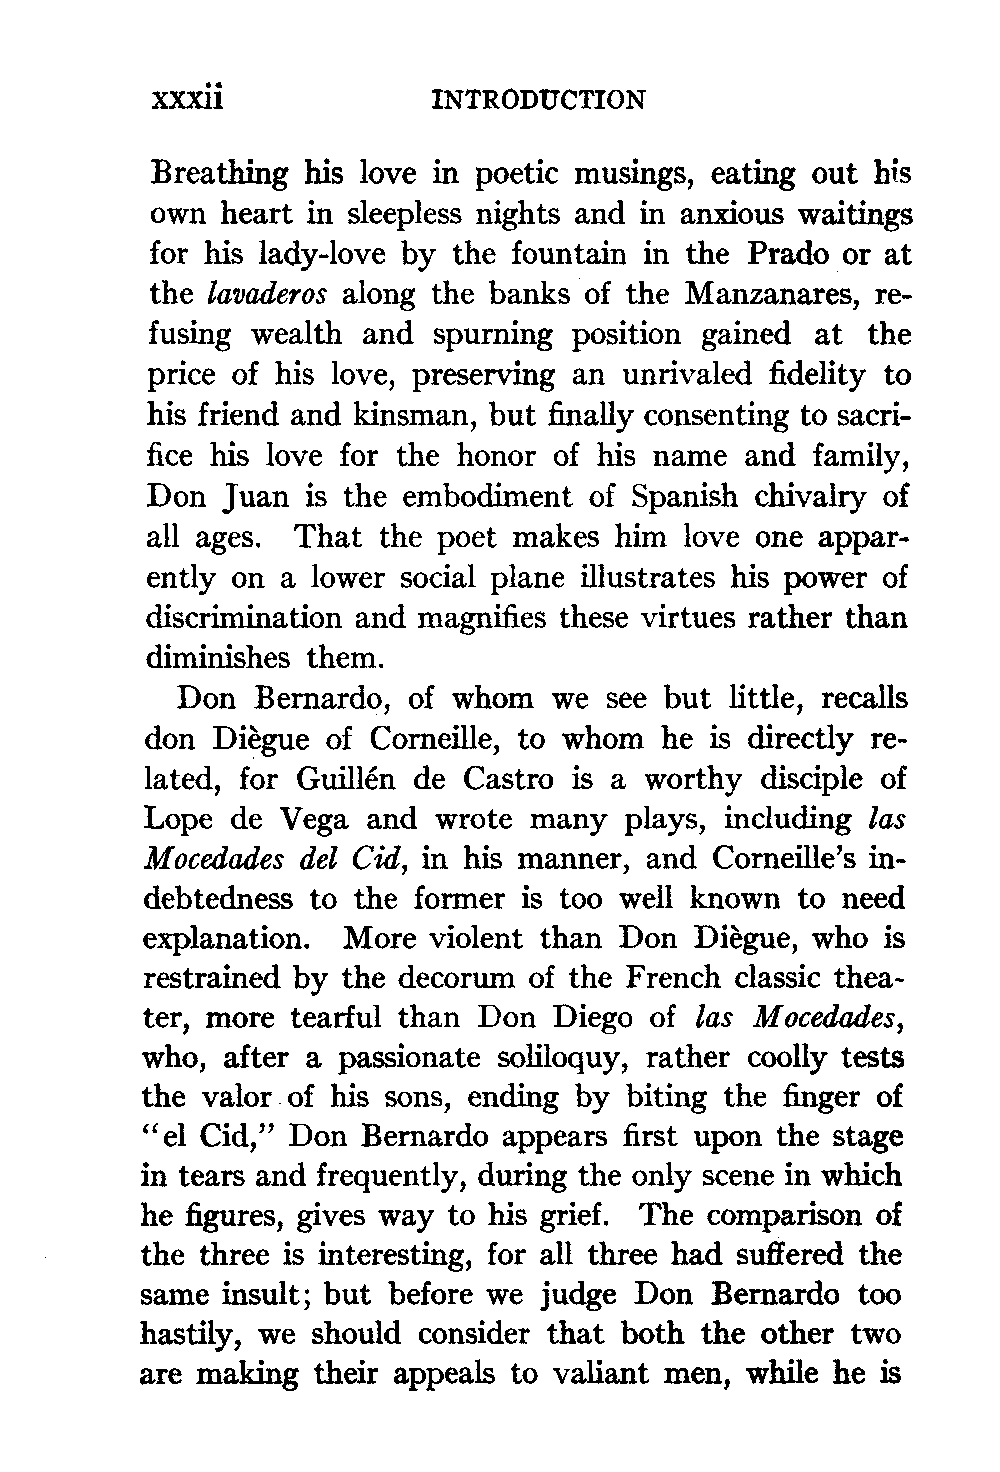 xxxii INTRODUCTION
Breathing his love in poetic musings, eating out his
own heart in sleepless nights and in anxious waitings
for his lady-love by the fountain in the Prado or at
the lavaderos along the banks of the Manzanares, re-
fusing wealth and spurning position gained at the
price of his love, preserving an unrivaled fidelity to
his friend and kinsman, but finally consenting to sacri-
fice his love for the honor of his name and family,
Don Juan is the embodiment of Spanish chivalry of
all ages. That the poet makes him love one appar-
ently on a lower social plane illustrates his power of
discrimination and magnifies these virtues rather than
diminishes them.
Don Bernardo, of whom we see but little, recalls
don Diègue of Corneille, to whom he is directly re-
lated, for Guillén de Castro is a worthy disciple of
Lope de Vega and wrote many plays, including las
Mocedades del Cid, in his manner, and Corneille's in-
debtedness to the former is too well known to need
explanation. More violent than Don Diègue, who is
restrained by the decorum of the French classic thea-
ter, more tearful than Don Diego of las Mocedades,
who, after a passionate soliloquy, rather coolly tests
the valor of his sons, ending by biting the finger of
“el Cid,” Don Bernardo appears first upon the stage
in tears and frequently, during the only scene in which
he figures, gives way to his grief. The comparison of
the three is interesting, for all three had suffered the
same insult; but before we judge Don Bernardo too
hastily, we should consider that both the other two
are making their appeals to valiant men, while he is